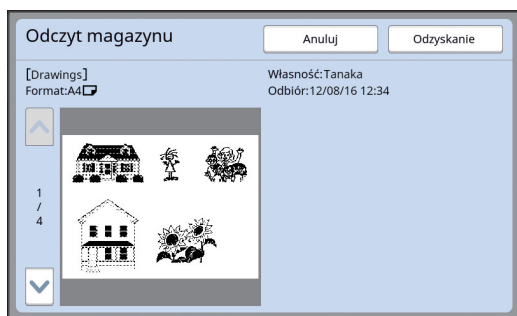 Odczyt magazynu
Anuluj
Odzyskanie
[Drawings]
Format:A4
Własność:Tanaka
Odbiór:12/08/16 12:34
1
/
4